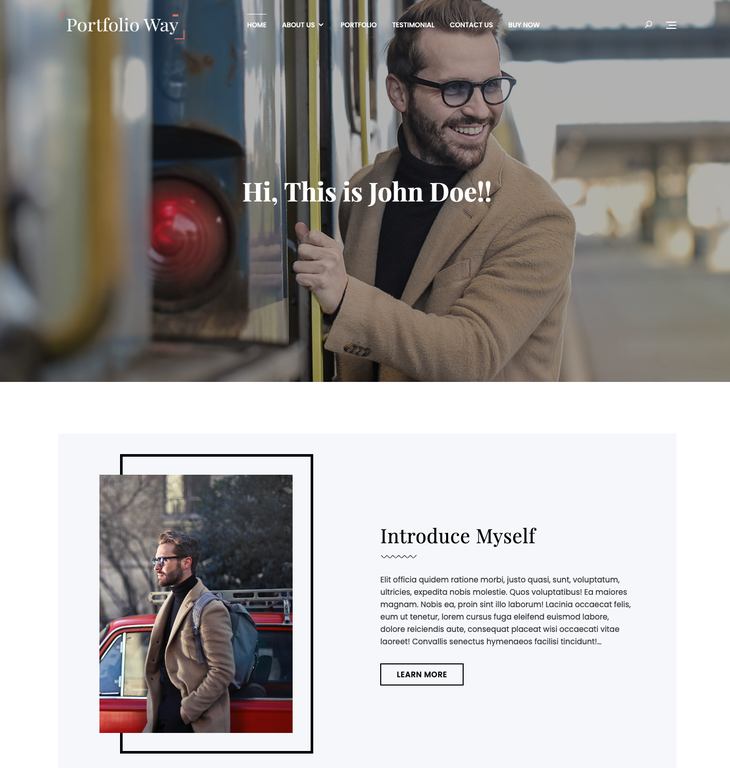 Portfolio Way
HOME ABOUT US PORTFOLIO TESTIMONIAL CONTACT US BUY NOW
Hi, This is John Doe!!
Introduce Myself
Elit officia quidem ratione morbi, justo quasi, sunt, voluptatum,
ultricies, expedita nobis molestie. Quos voluptatibus! Ea maiores
magnam. Nobis ea, proin sint illo laborum! Lacinia occaecat felis,
eum ut tenetur, lorem cursus fuga eleifend euismod labore,
dolore reiciendis aute, consequat placeat wisi occaecati vitae
laoreet! Convallis senectus hymenaeos facilisi tincidunt!…
LEARN MORE